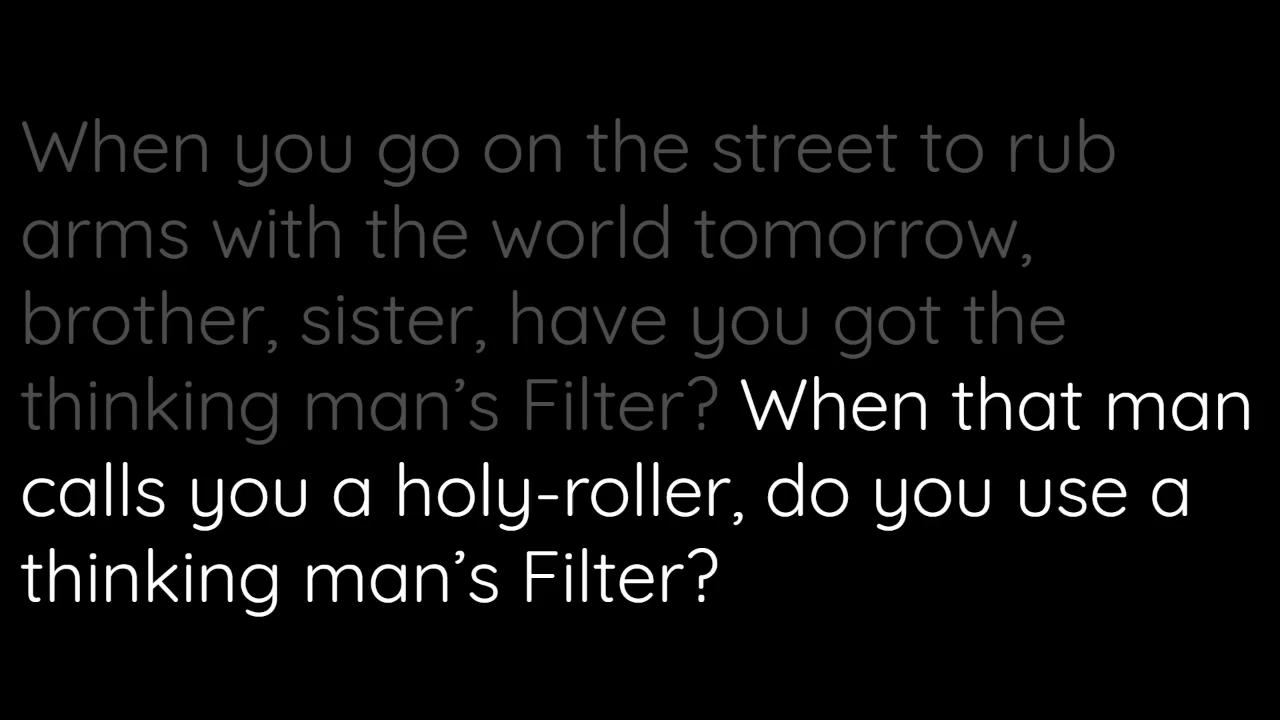 When you go on the street to rub
arms with the world tomorrow,
brother, sister, have you got the
thinking man’s Filter? When that man
calls you a holy-roller, do you use a
thinking man’s Filter?